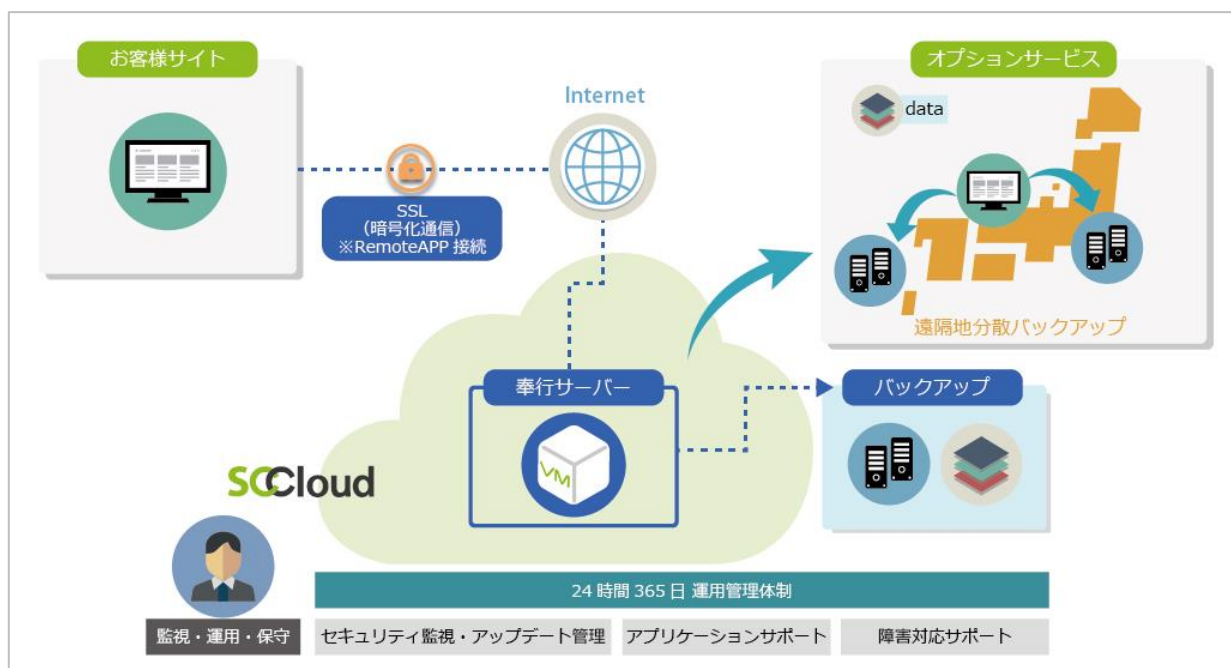 お客様サイト
オプションサービス
Internet
data
SSL
(暗号化通信)
※RemoteAPP 接続
遠隔地分散バックアップ
奉行サーバー
バックアップ
VM
SCCloud
24 時間 365 日 運用管理体制
監視・運用・保守
セキュリティ監視・アップデート管理
アプリケーションサポート
障害対応サポート